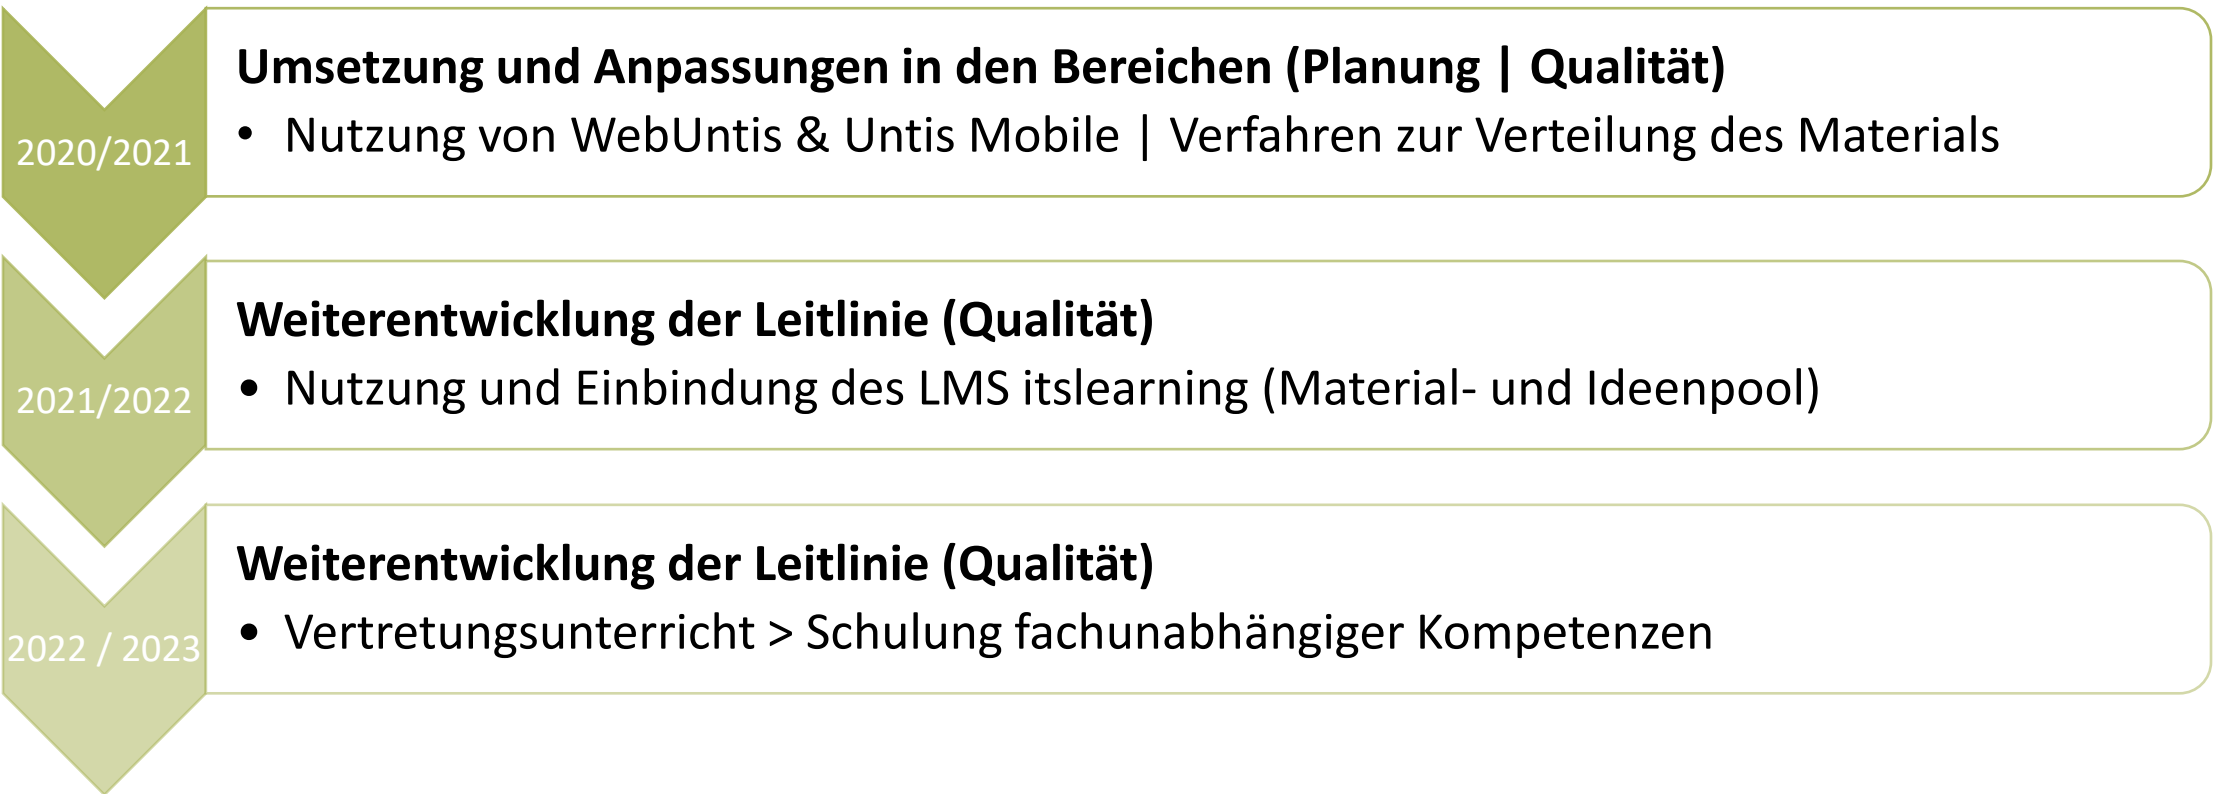 2020/2021
Umsetzung und Anpassungen in den Bereichen (Planung | Qualität)
• Nutzung von WebUntis & Untis Mobile | Verfahren zur Verteilung des Materials
2021/2022
Weiterentwicklung der Leitlinie (Qualität)
• Nutzung und Einbindung des LMS itslearning (Material- und Ideenpool)
2022 / 2023
Weiterentwicklung der Leitlinie (Qualität)
• Vertretungsunterricht > Schulung fachunabhängiger Kompetenzen